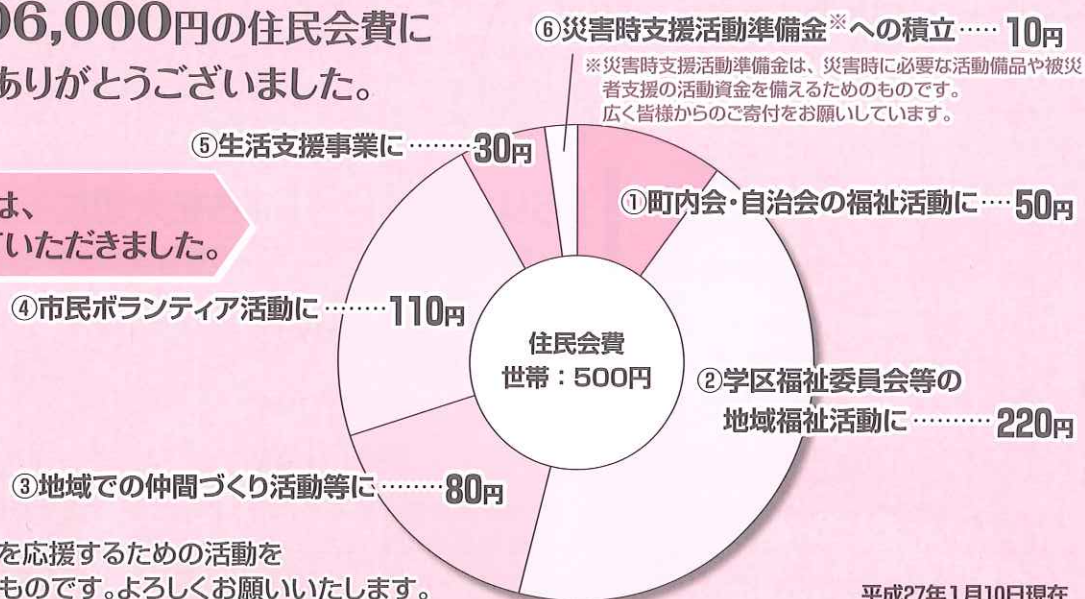 06,000円の住民会費に
ありがとうございました。
は、
ていただきました。
⑥災害時支援活動準備金※への積立‥‥‥10円
※災害時支援活動準備金は、災害時に必要な活動備品や被災
者支援の活動資金を備えるためのものです。
広く皆様からのご寄付をお願いしています。
⑤生活支援事業に………30円
①町内会・自治会の福祉活動に‥‥50円
④市民ボランティア活動に………110円
住民会費
世帯：500円
②学区福祉委員会等の
地域福祉活動に…………220円
③地域での仲間づくり活動等に………80円
を応援するための活動を
ものです。よろしくお願いいたします。
平成27年1月10日現在